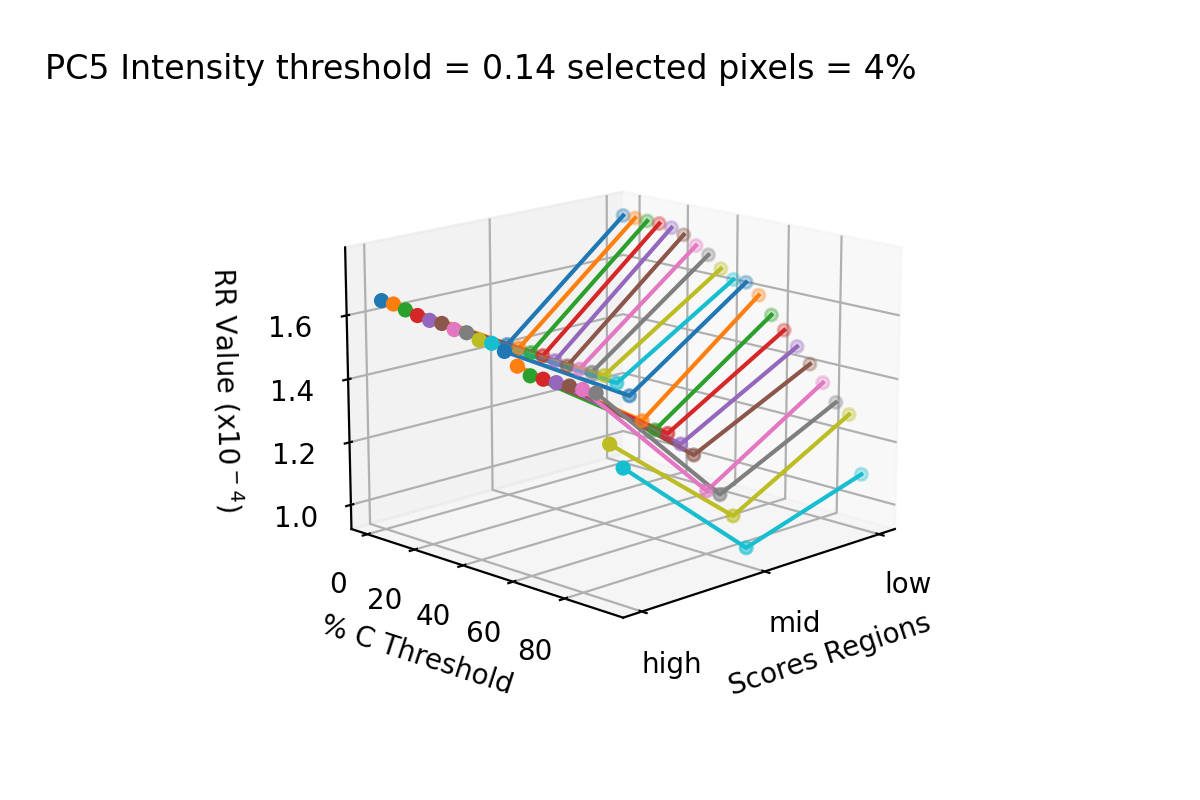 PC5 Intensity threshold = 0.14 selected pixels = 4%
RR Value (x10⁻⁴)
1.6
1.4
1.2
1.0
0
20
40
60
80
% C Threshold
high
mid
low
Scores Regions